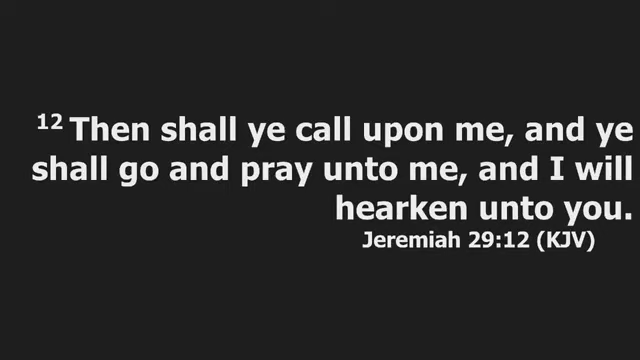 12 Then shall ye call upon me, and ye
shall go and pray unto me, and I will
hearken unto you.
Jeremiah 29:12 (KJV)